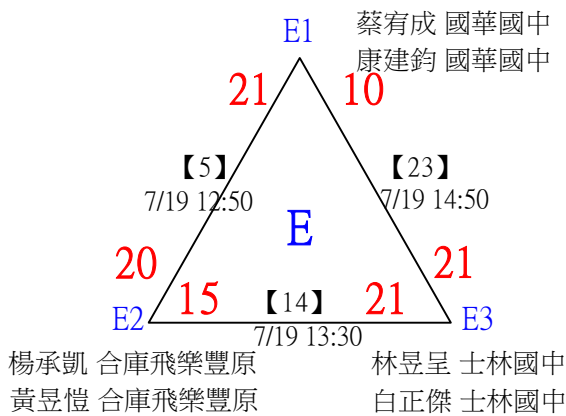 E1
蔡宥成 國華國中
康建鈞 國華國中
21
10
【5】
7/19 12:50
【23】
7/19 14:50
E
20
21
15
【14】
21
E2
7/19 13:30
E3
楊承凱 合庫飛樂豐原
黃昱愷 合庫飛樂豐原
林昱呈 士林國中
白正傑 士林國中